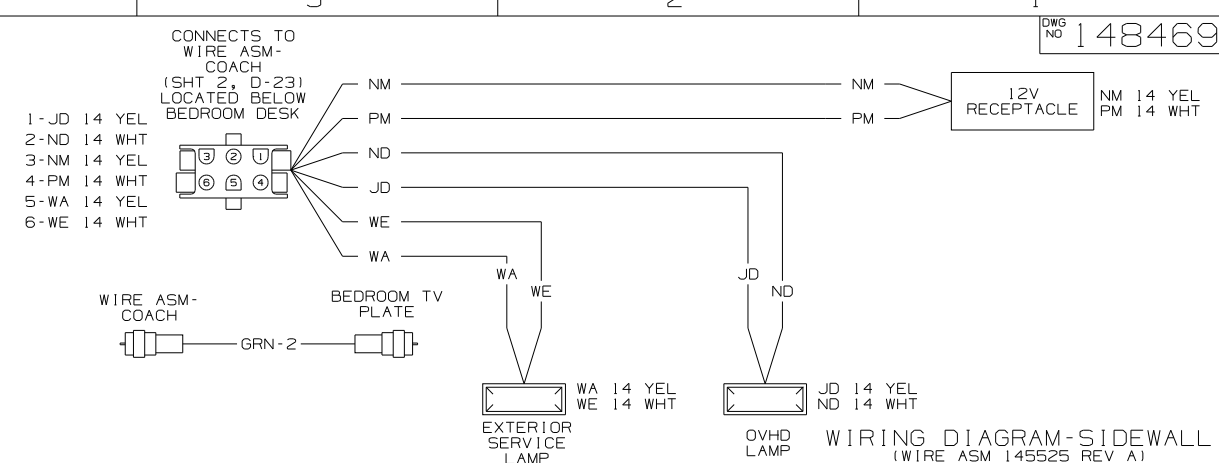 2
DWG
NO 148469
CONNECTS TO
WIRE ASM-
COACH
(SHT 2, D-23)
LOCATED BELOW
BEDROOM DESK
1-JD 14 YEL
2-ND 14 WHT
3-NM 14 YEL
4-PM 14 WHT
5-WA 14 YEL
6-WE 14 WHT
3 2 1
6 5 4
NM
PM
ND
JD
WE
WA
NM
PM
12V
RECEPTACLE
NM 14 YEL
PM 14 WHT
WA
WE
JD
ND
WIRE ASM-
COACH
GRN-2
BEDROOM TV
PLATE
WA 14 YEL
WE 14 WHT
EXTERIOR
SERVICE
LAMP
JD 14 YEL
ND 14 WHT
OVHD
LAMP
WIRING DIAGRAM-SIDEWALL
(WIRE ASM 145525 REV A)